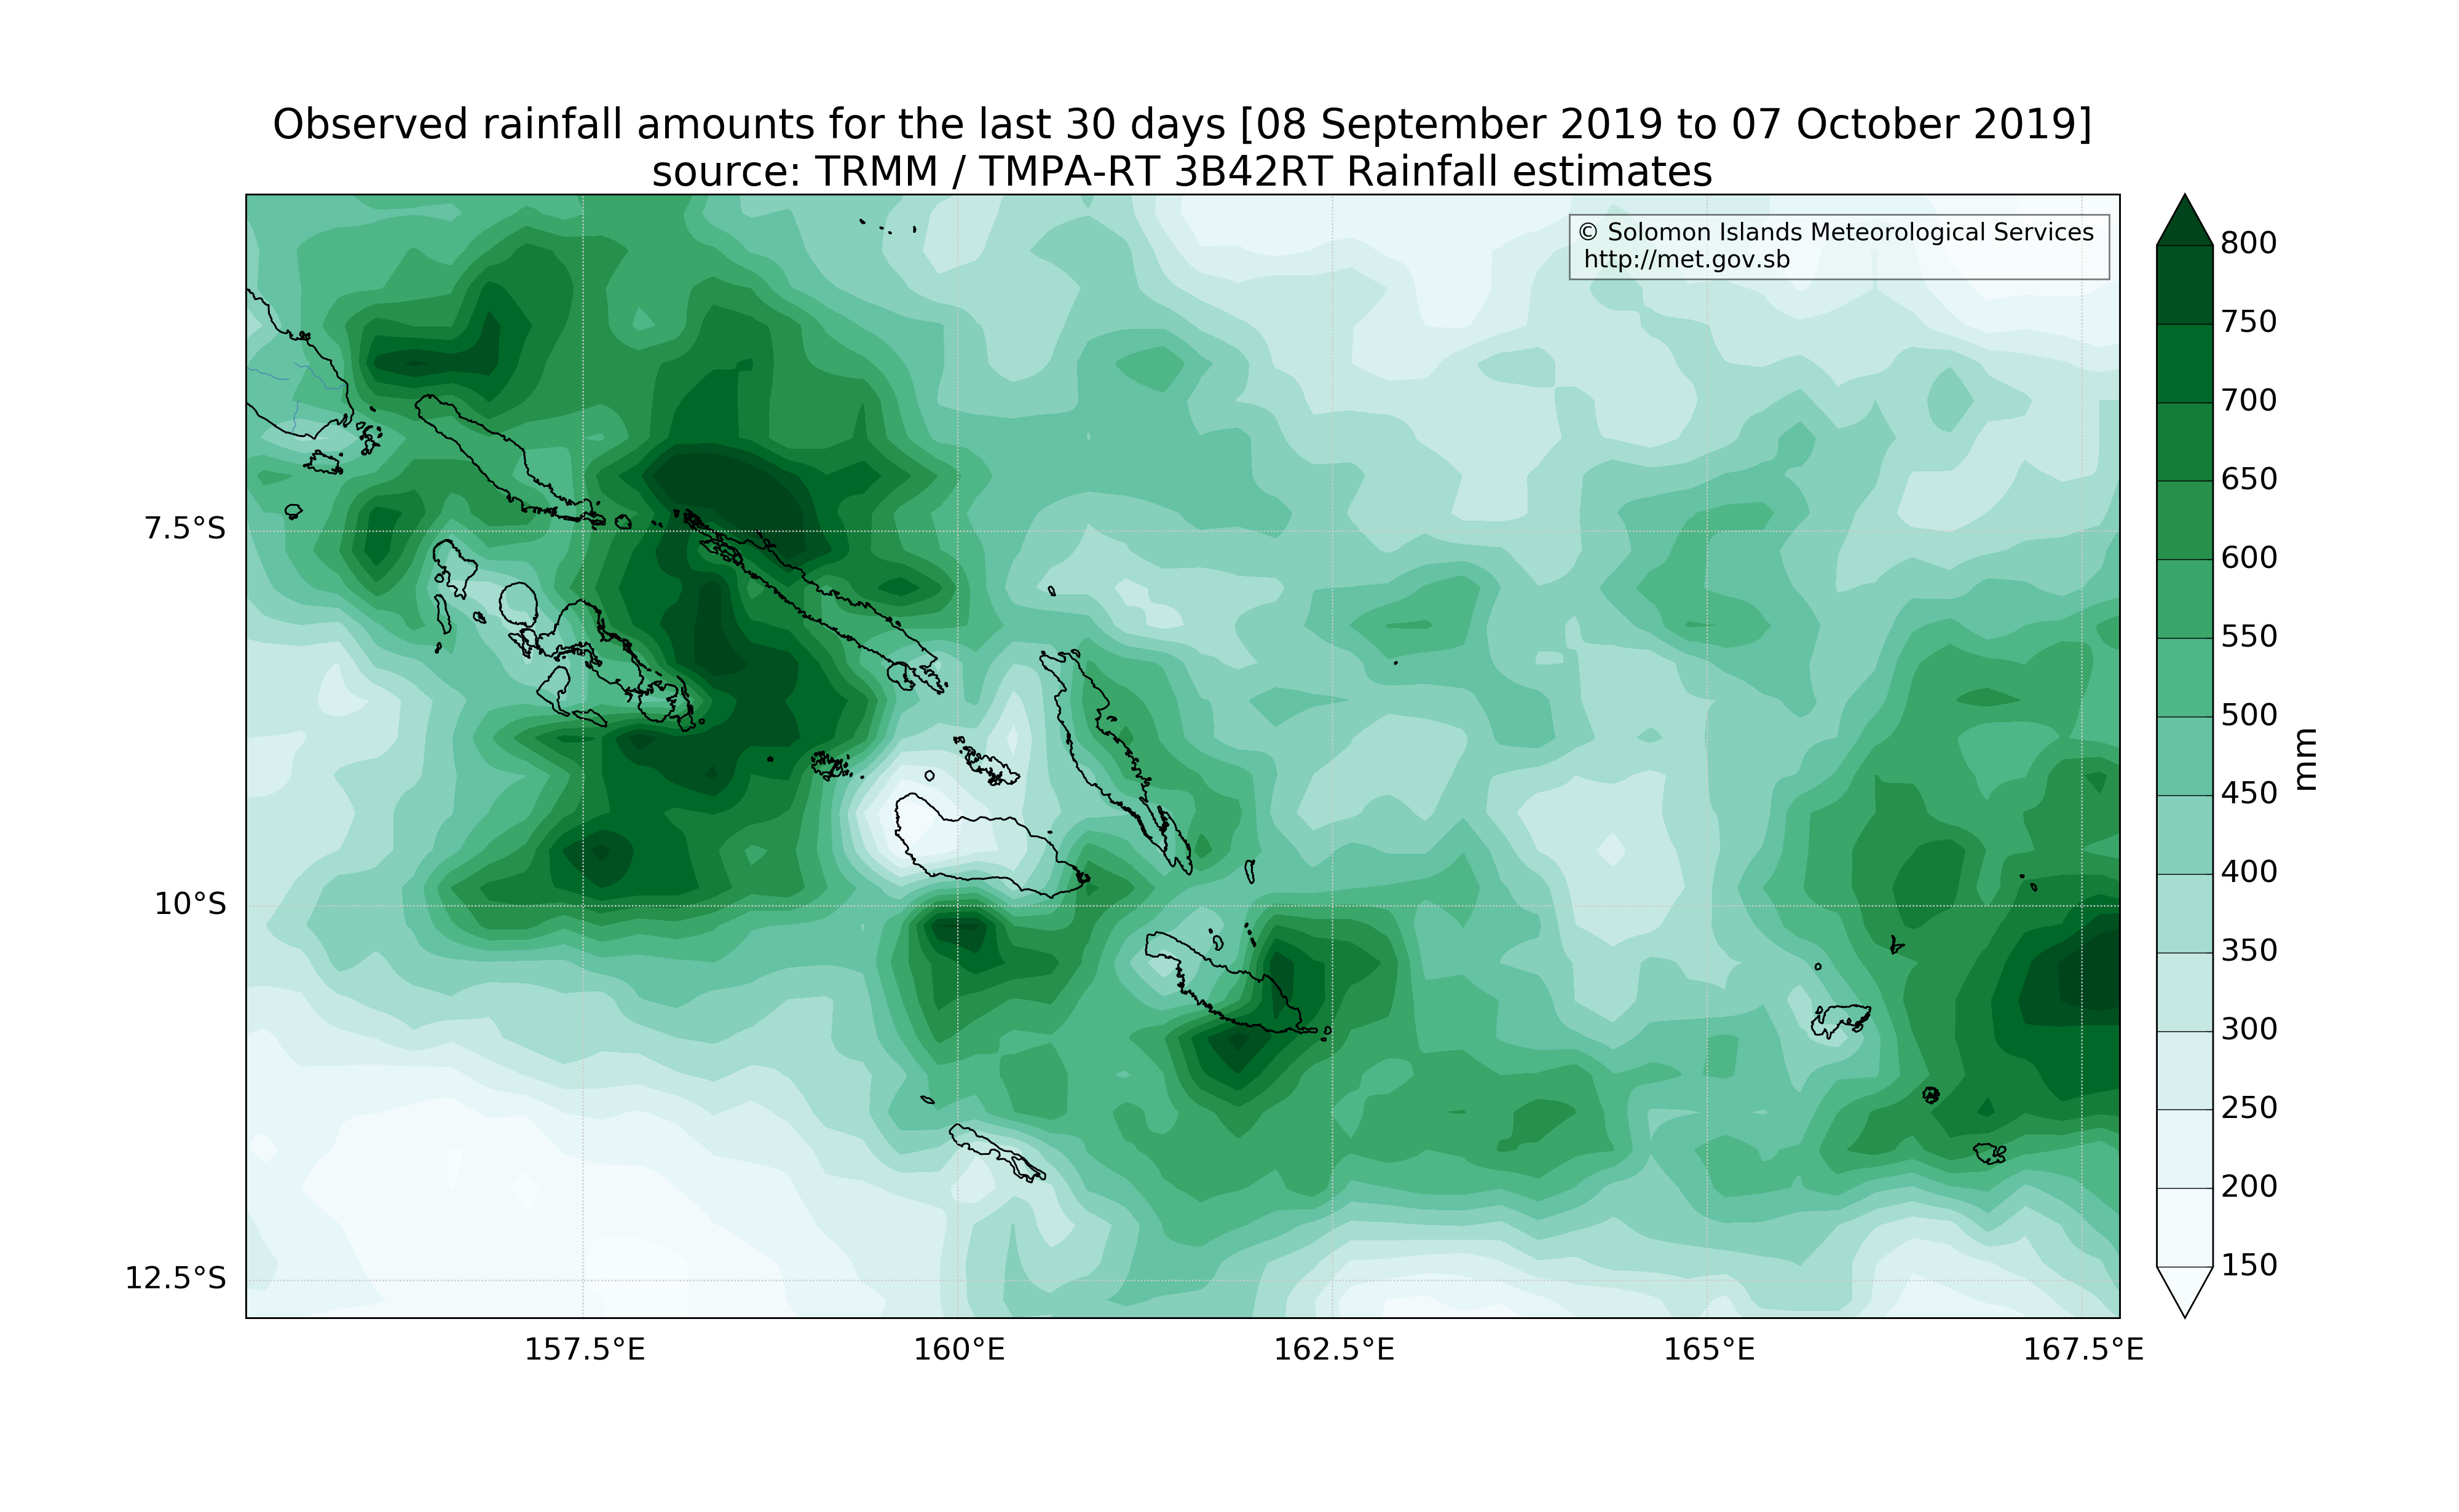 Observed rainfall amounts for the last 30 days [08 September 2019 to 07 October 2019]
source: TRMM / TMPA-RT 3B42RT Rainfall estimates
© Solomon Islands Meteorological Services
http://met.gov.sb
800
750
700
650
600
550
500
450
400
350
300
250
200
150
mm
7.5°S
10°S
12.5°S
157.5°E
160°E
162.5°E
165°E
167.5°E